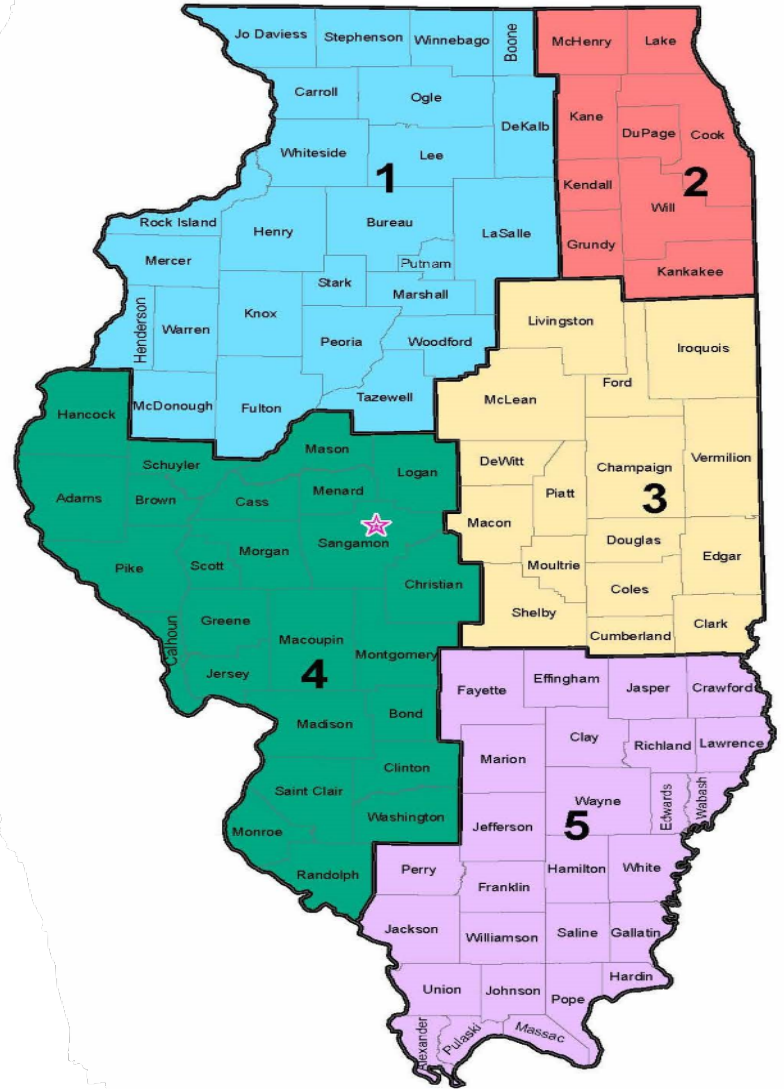 Jo Daviess
Stephenson
Winnebago
Boone
McHenry
Lake
Carroll
Ogle
DeKalb
Kane
DuPage
Cook
Whiteside
Lee
1
2
Kendall
Will
Rock Island
Henry
Bureau
LaSalle
Grundy
Mercer
Putnam
Kankakee
Stark
Marshall
Henderson
Warren
Knox
Peoria
Woodford
Livingston
Iroquois
McDonough
Fulton
Tazewell
McLean
Ford
Hancock
Mason
Logan
Schuyler
DeWitt
Champaign
Vermilion
Adams
Brown
Cass
Menard
Piatt
3
Macon
Sangamon
Morgan
Scott
Pike
Douglas
Moultrie
Edgar
Christian
Coles
Shelby
Greene
Calhoun
Macoupin
Cumberland
Clark
Montgomery
Jersey
4
Fayette
Effingham
Jasper
Crawford
Madison
Bond
Clay
Richland
Lawrence
Marion
Clinton
Saint Clair
Wayne
Edwards
Wabash
Washington
5
Monroe
Jefferson
Randolph
Perry
Hamilton
White
Franklin
Jackson
Williamson
Saline
Gallatin
Union
Johnson
Pope
Hardin
Alexander
Pulaski
Massac